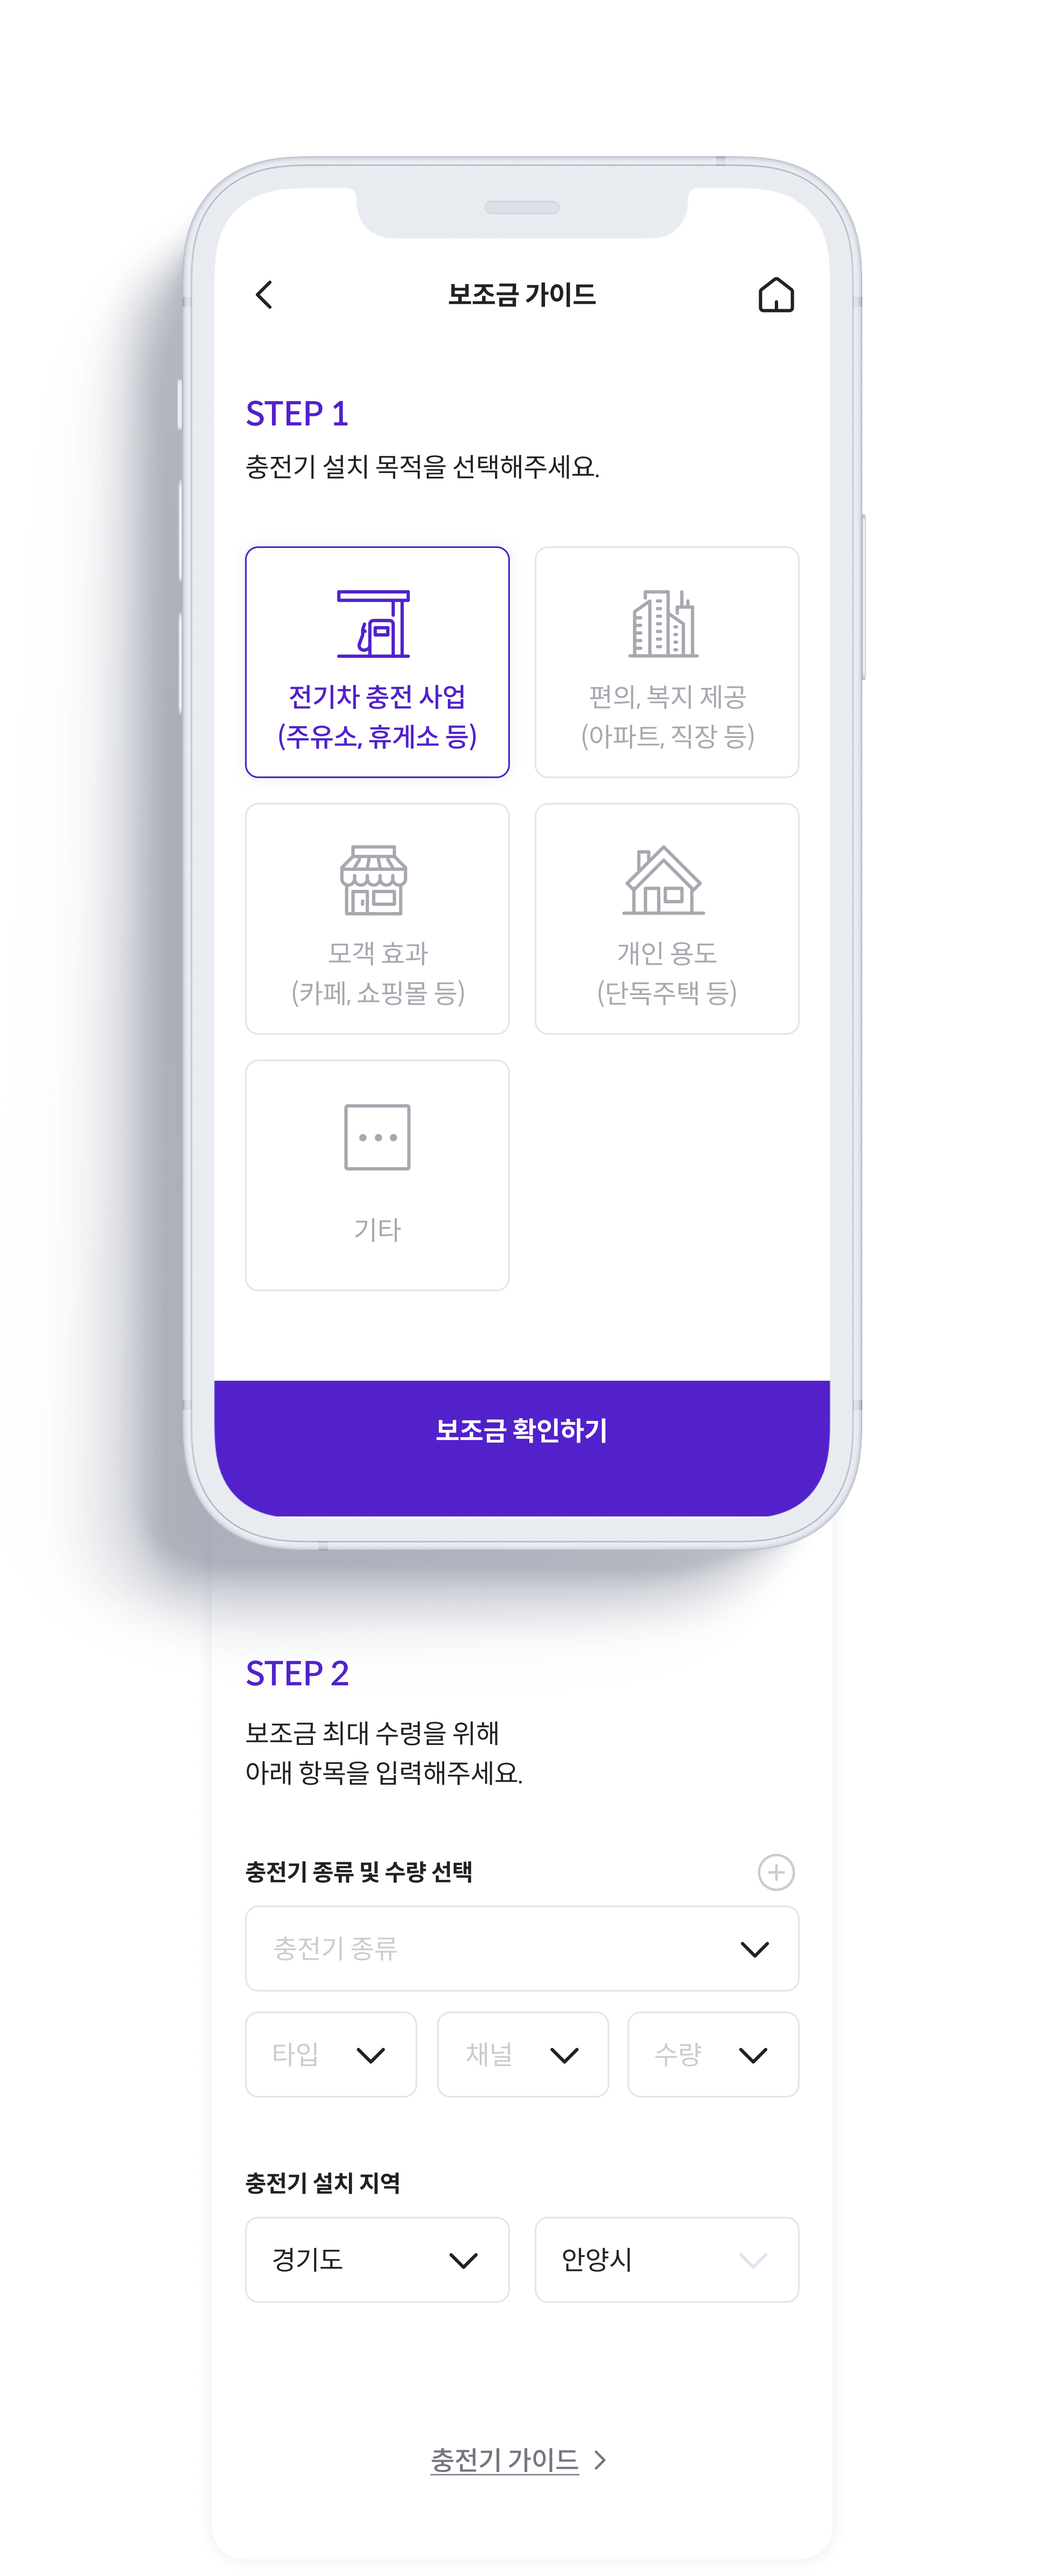 보조금 가이드
STEP 1
충전기 설치 목적을 선택해주세요.
전기차 충전 사업
(주유소, 휴게소 등)
편의, 복지 제공
(아파트, 직장 등)
모객 효과
(카페, 쇼핑몰 등)
개인 용도
(단독주택 등)
기타
보조금 확인하기
STEP 2
보조금 최대 수령을 위해
아래 항목을 입력해주세요.
충전기 종류 및 수량 선택
충전기 종류
타입
채널
수량
충전기 설치 지역
경기도
안양시
충전기 가이드